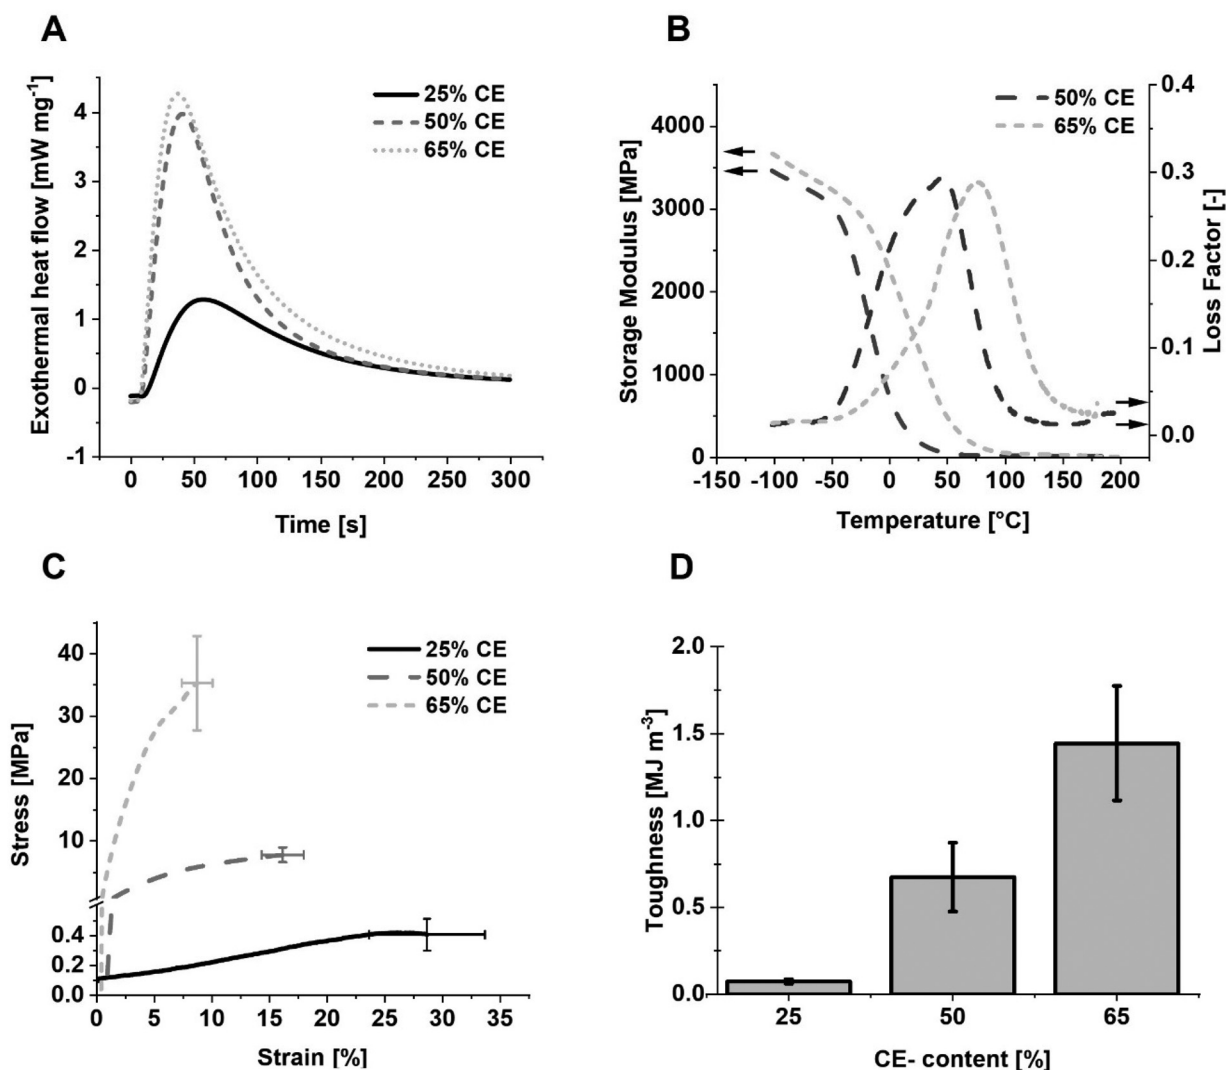 A
Exothermal heat flow [mW mg⁻¹]
4
3
2
1
0
-1
0 50 100 150 200 250 300
Time [s]
25% CE
50% CE
65% CE
B
Storage Modulus [MPa]
4000
3000
2000
1000
0
-150 -100 -50 0 50 100 150 200
Temperature [°C]
50% CE
65% CE
0.4
0.3
0.2
0.1
0.0
Loss Factor [-]
C
Stress [MPa]
40
30
20
10
0.4
0.2
0.0
0 5 10 15 20 25 30 35
Strain [%]
25% CE
50% CE
65% CE
D
Toughness [MJ m⁻³]
2.0
1.5
1.0
0.5
0.0
25 50 65
CE- content [%]